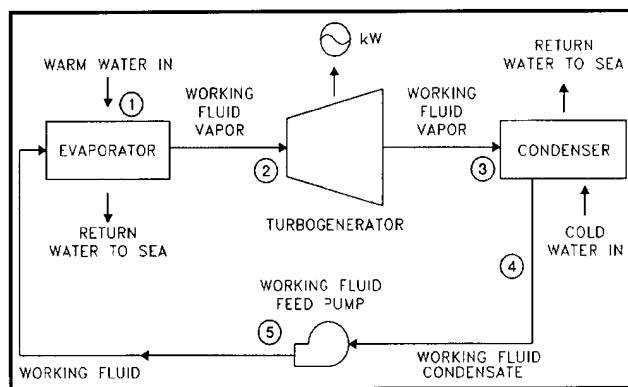 kW
RETURN
WATER TO SEA
WARM WATER IN
1
WORKING
FLUID
VAPOR
WORKING
FLUID
VAPOR
EVAPORATOR
2
3
CONDENSER
TURBOGENERATOR
RETURN
WATER TO SEA
COLD
WATER IN
4
WORKING FLUID
FEED PUMP
5
WORKING FLUID
WORKING FLUID
CONDENSATE